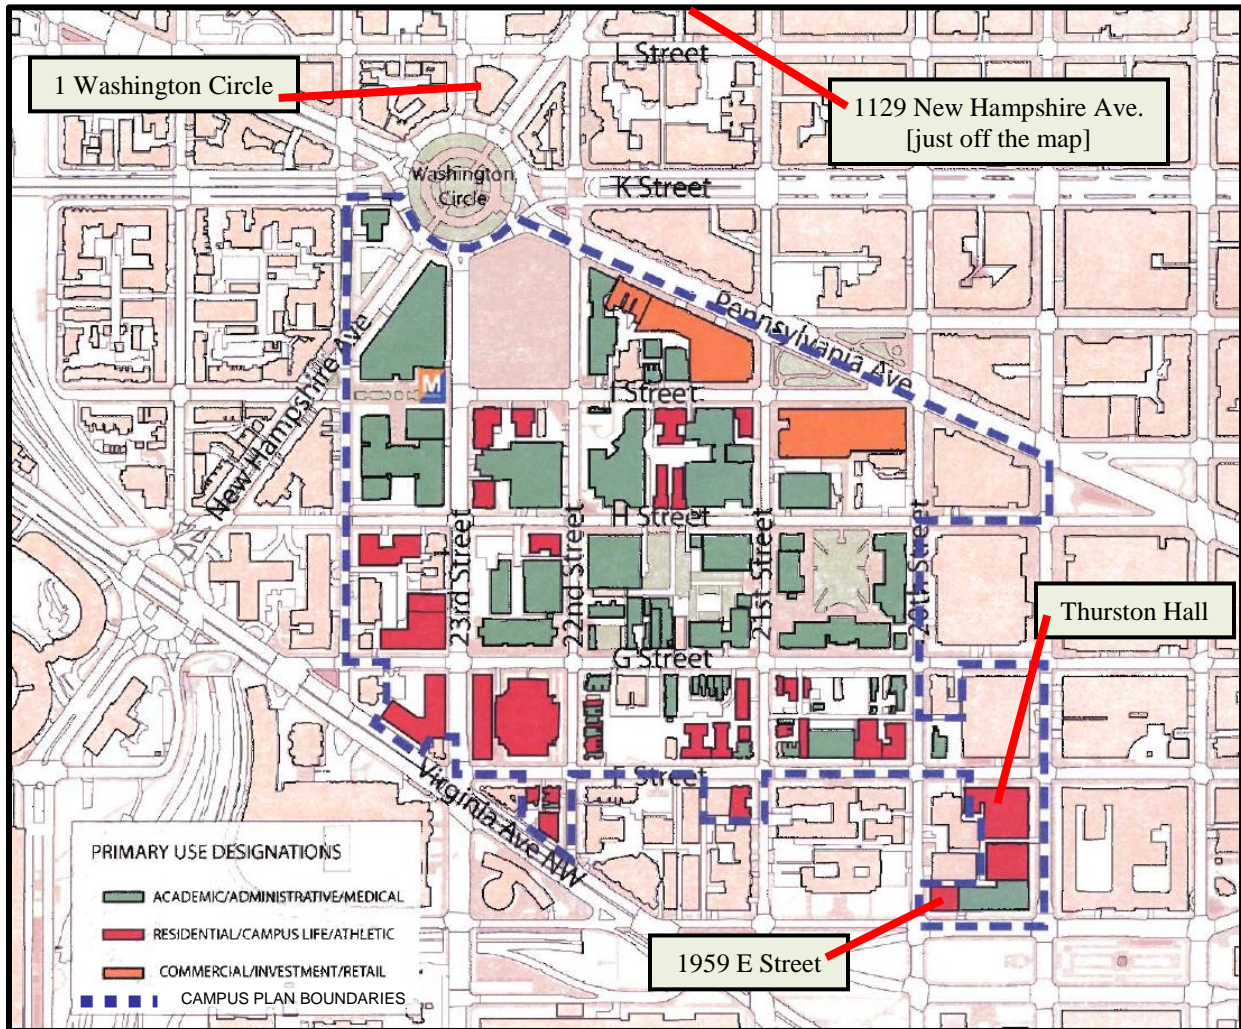 L Street
1 Washington Circle
1129 New Hampshire Ave.
[just off the map]
Washington
Circle
K Street
Pennsylvania Ave
New Hampshire Ave
M
I Street
H Street
23rd Street
22nd Street
21st Street
20th Street
Thurston Hall
G Street
F Street
Virginia Ave NW
PRIMARY USE DESIGNATIONS
ACADEMIC/ADMINISTRATIVE/MEDICAL
RESIDENTIAL/CAMPUS LIFE/ATHLETIC
COMMERCIAL/INVESTMENT/RETAIL
CAMPUS PLAN BOUNDARIES
1959 E Street